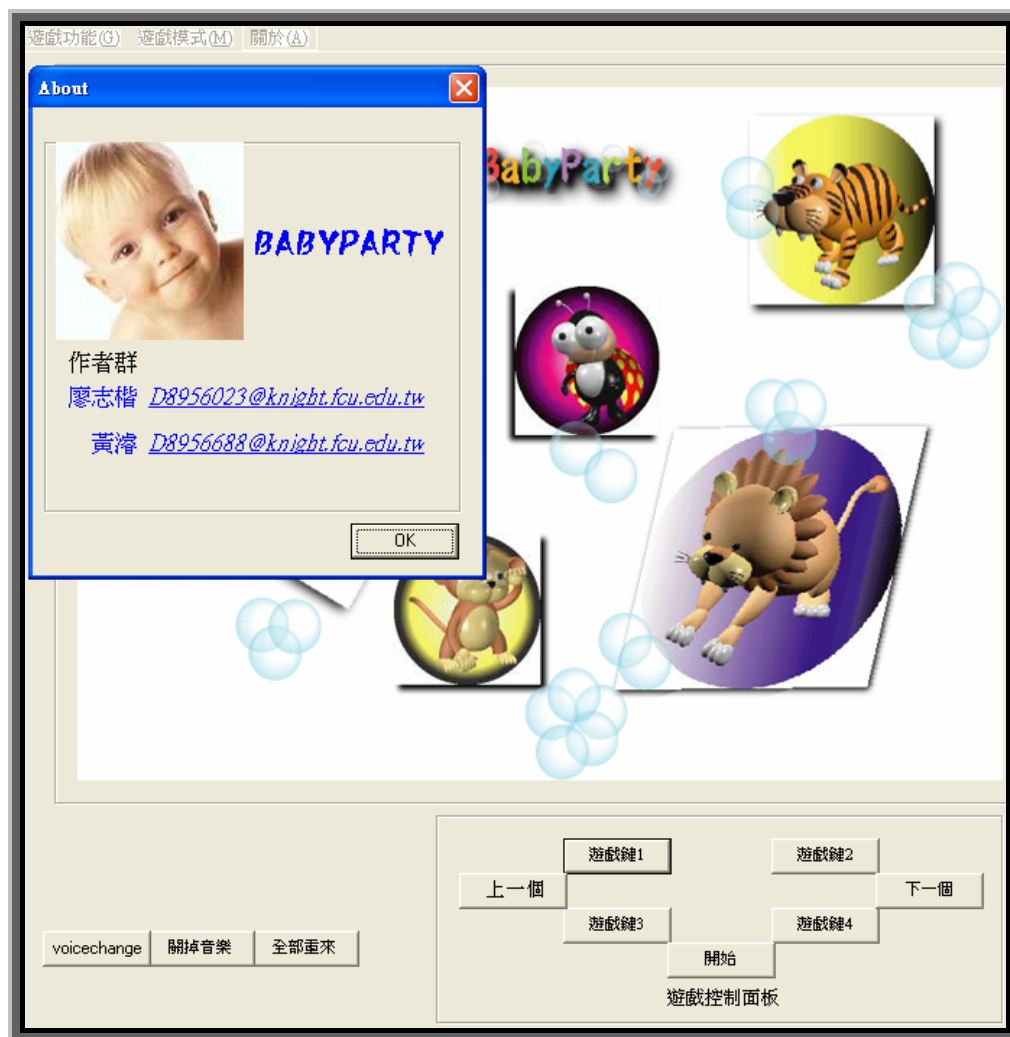 遊戲功能(G) 遊戲模式(M) 關於(A)
About
BabyParty
BABYPARTY
作者群
廖志楷 D8956023@knight.fcu.edu.tw
黃濬 D8956688@knight.fcu.edu.tw
OK
遊戲鍵1 遊戲鍵2
上一個 下一個
遊戲鍵3 遊戲鍵4
voicechange 關掉音樂 全部重來
開始
遊戲控制面板